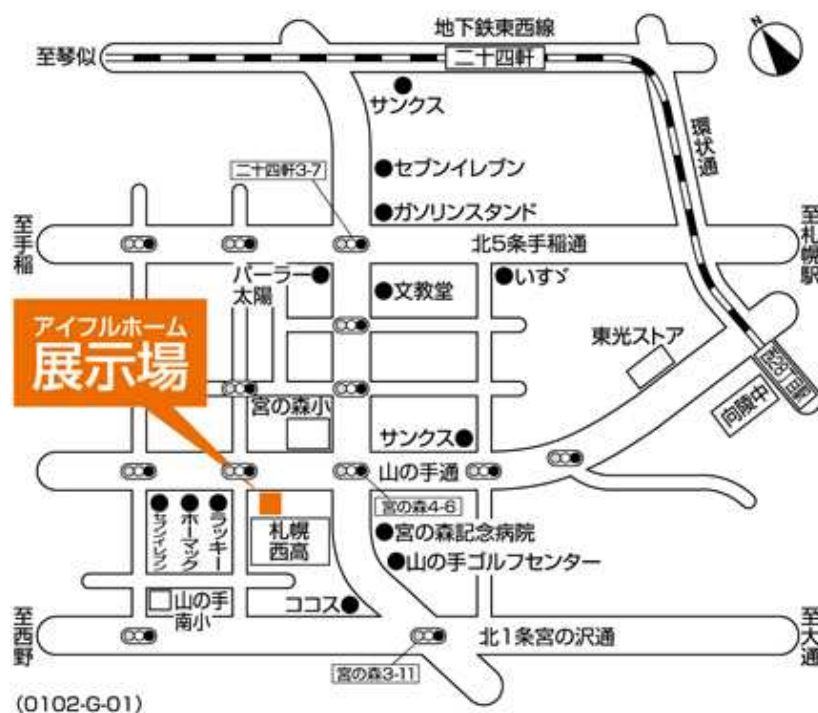 地下鉄東西線
至琴似
二十四軒
サンクス
環状通
二十四軒3-7
セブンイレブン
ガソリンスタンド
至手稲
北5条手稲通
至札幌駅
パーラー
太陽
文教堂
いすゞ
アイフルホーム
展示場
東光ストア
西28丁目駅
向陵中
宮の森小
サンクス
山の手通
宮の森4-6
セブンイレブン
ホーマック
ラッキー
札幌
西高
宮の森記念病院
山の手ゴルフセンター
山の手
南小
ココス
至西野
北1条宮の沢通
至大通
宮の森3-11
(0102-G-01)
N